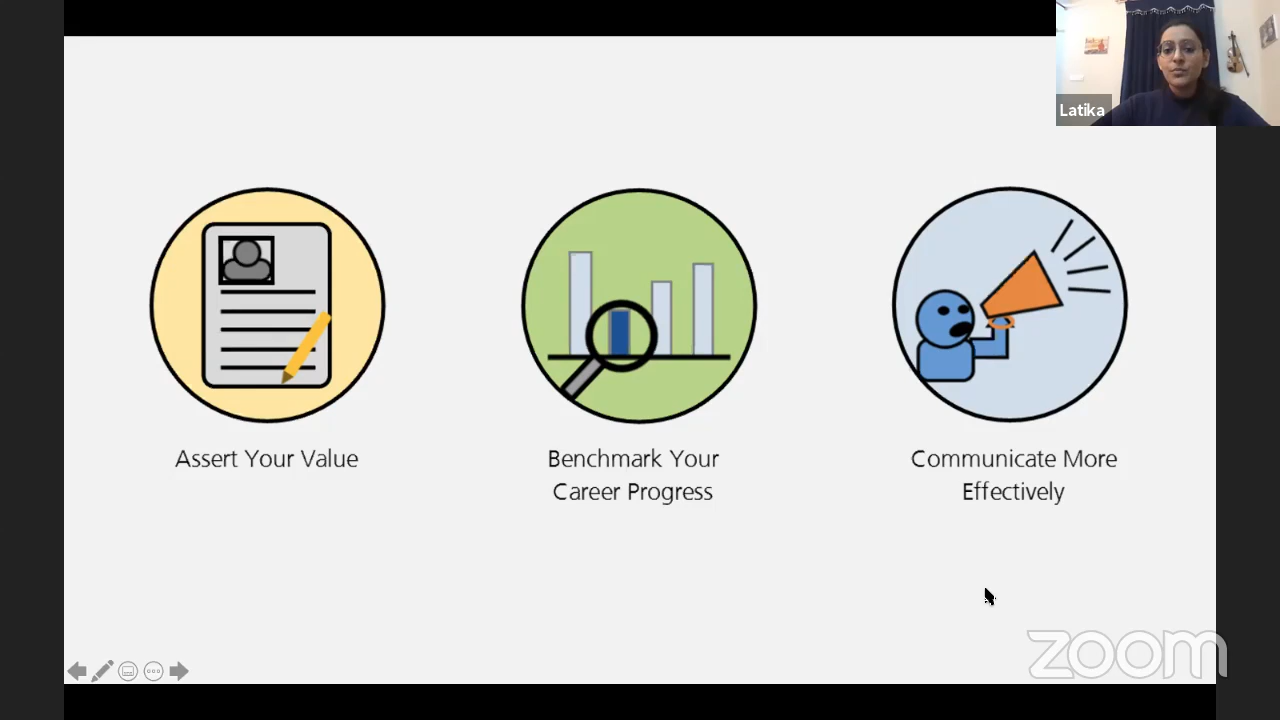 Latika
Assert Your Value
Benchmark Your
Career Progress
Communicate More
Effectively
zoom